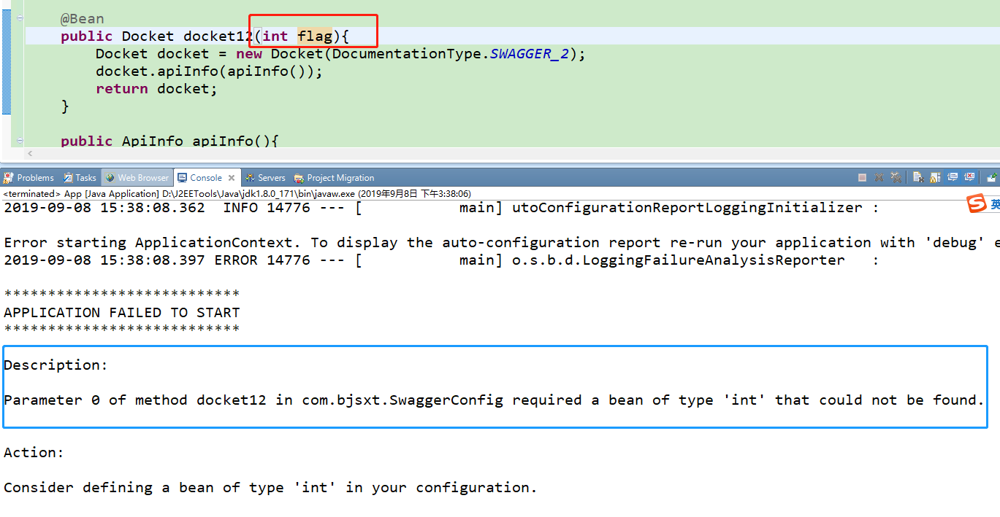 @Bean
public Docket docket12(int flag){
Docket docket = new Docket(DocumentationType.SWAGGER_2);
docket.apiInfo(apiInfo());
return docket;
}
public ApiInfo apiInfo(){
Problems Tasks Web Browser Console Servers Project Migration
<terminated> App [Java Application] D:\J2EETools\Java\jdk1.8.0_171\bin\javaw.exe (2019年9月8日 下午3:38:06)
2019-09-08 15:38:08.362  INFO 14776 --- [           main] utoConfigurationReportLoggingInitializer :
S 英
Error starting ApplicationContext. To display the auto-configuration report re-run your application with 'debug' e
2019-09-08 15:38:08.397 ERROR 14776 --- [           main] o.s.b.d.LoggingFailureAnalysisReporter   :
***************************
APPLICATION FAILED TO START
***************************
Description:
Parameter 0 of method docket12 in com.bjsxt.SwaggerConfig required a bean of type 'int' that could not be found.
Action:
Consider defining a bean of type 'int' in your configuration.